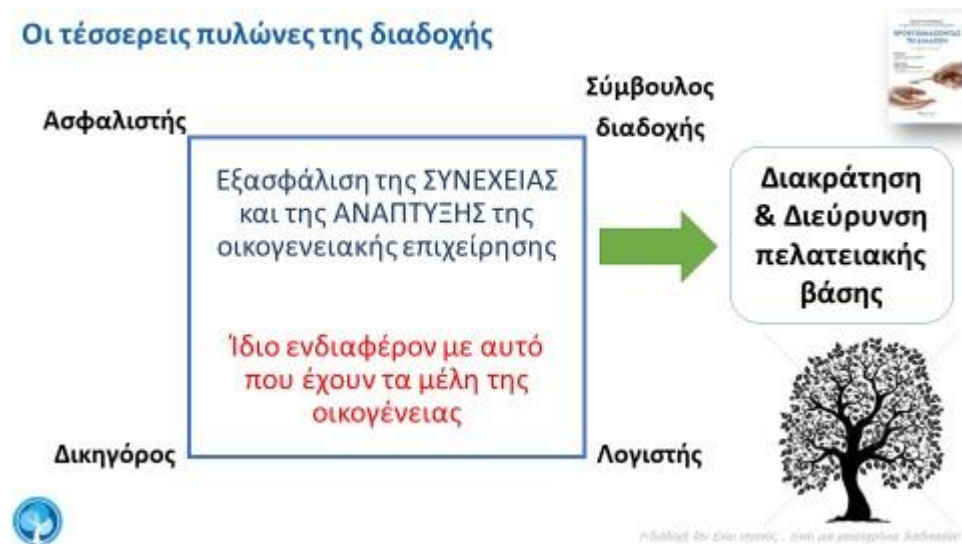 Οι τέσσερεις πυλώνες της διαδοχής
Ασφαλιστής
Σύμβουλος
διαδοχής
Εξασφάλιση της ΣΥΝΕΧΕΙΑΣ
και της ΑΝΑΠΤΥΞΗΣ της
οικογενειακής επιχείρησης
Ίδιο ενδιαφέρον με αυτό
που έχουν τα μέλη της
οικογένειας
Διακράτηση
& Διεύρυνση
πελατειακής
βάσης
Δικηγόρος
Λογιστής